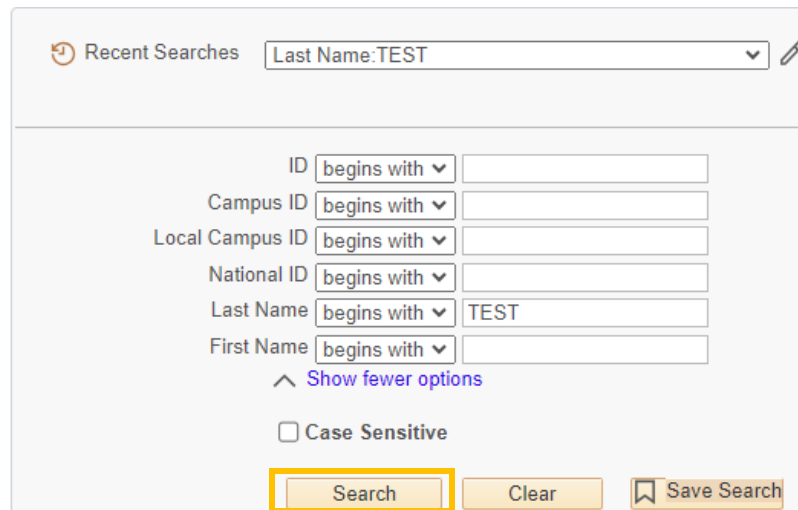 Recent Searches Last Name:TEST
ID begins with
Campus ID begins with
Local Campus ID begins with
National ID begins with
Last Name begins with TEST
First Name begins with
Show fewer options
Case Sensitive
Search Clear Save Search